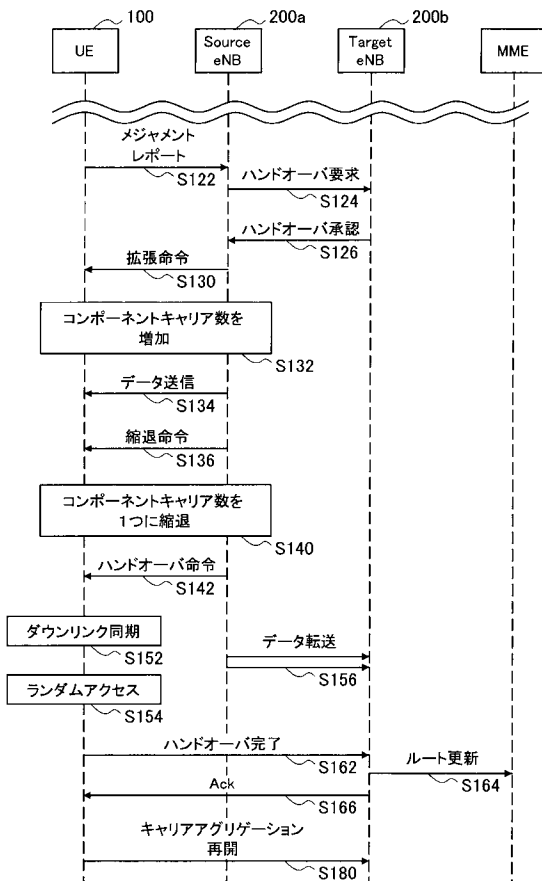 100
200a
200b
UE
Source
eNB
Target
eNB
MME
メジャメント
レポート
S122
ハンドオーバ要求
S124
ハンドオーバ承認
S126
拡張命令
S130
コンポーネントキャリア数を
増加
S132
データ送信
S134
縮退命令
S136
コンポーネントキャリア数を
1つに縮退
S140
ハンドオーバ命令
S142
ダウンリンク同期
S152
データ転送
S156
ランダムアクセス
S154
ハンドオーバ完了
S162
ルート更新
S164
Ack
S166
キャリアアグリゲーション
再開
S180